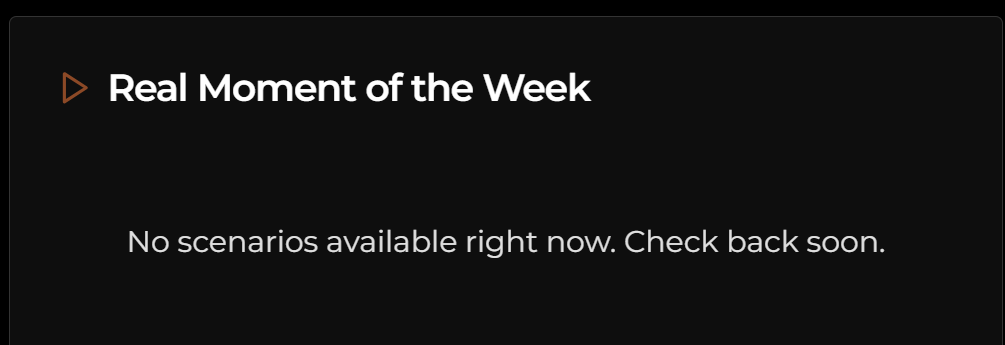 Real Moment of the Week
No scenarios available right now. Check back soon.